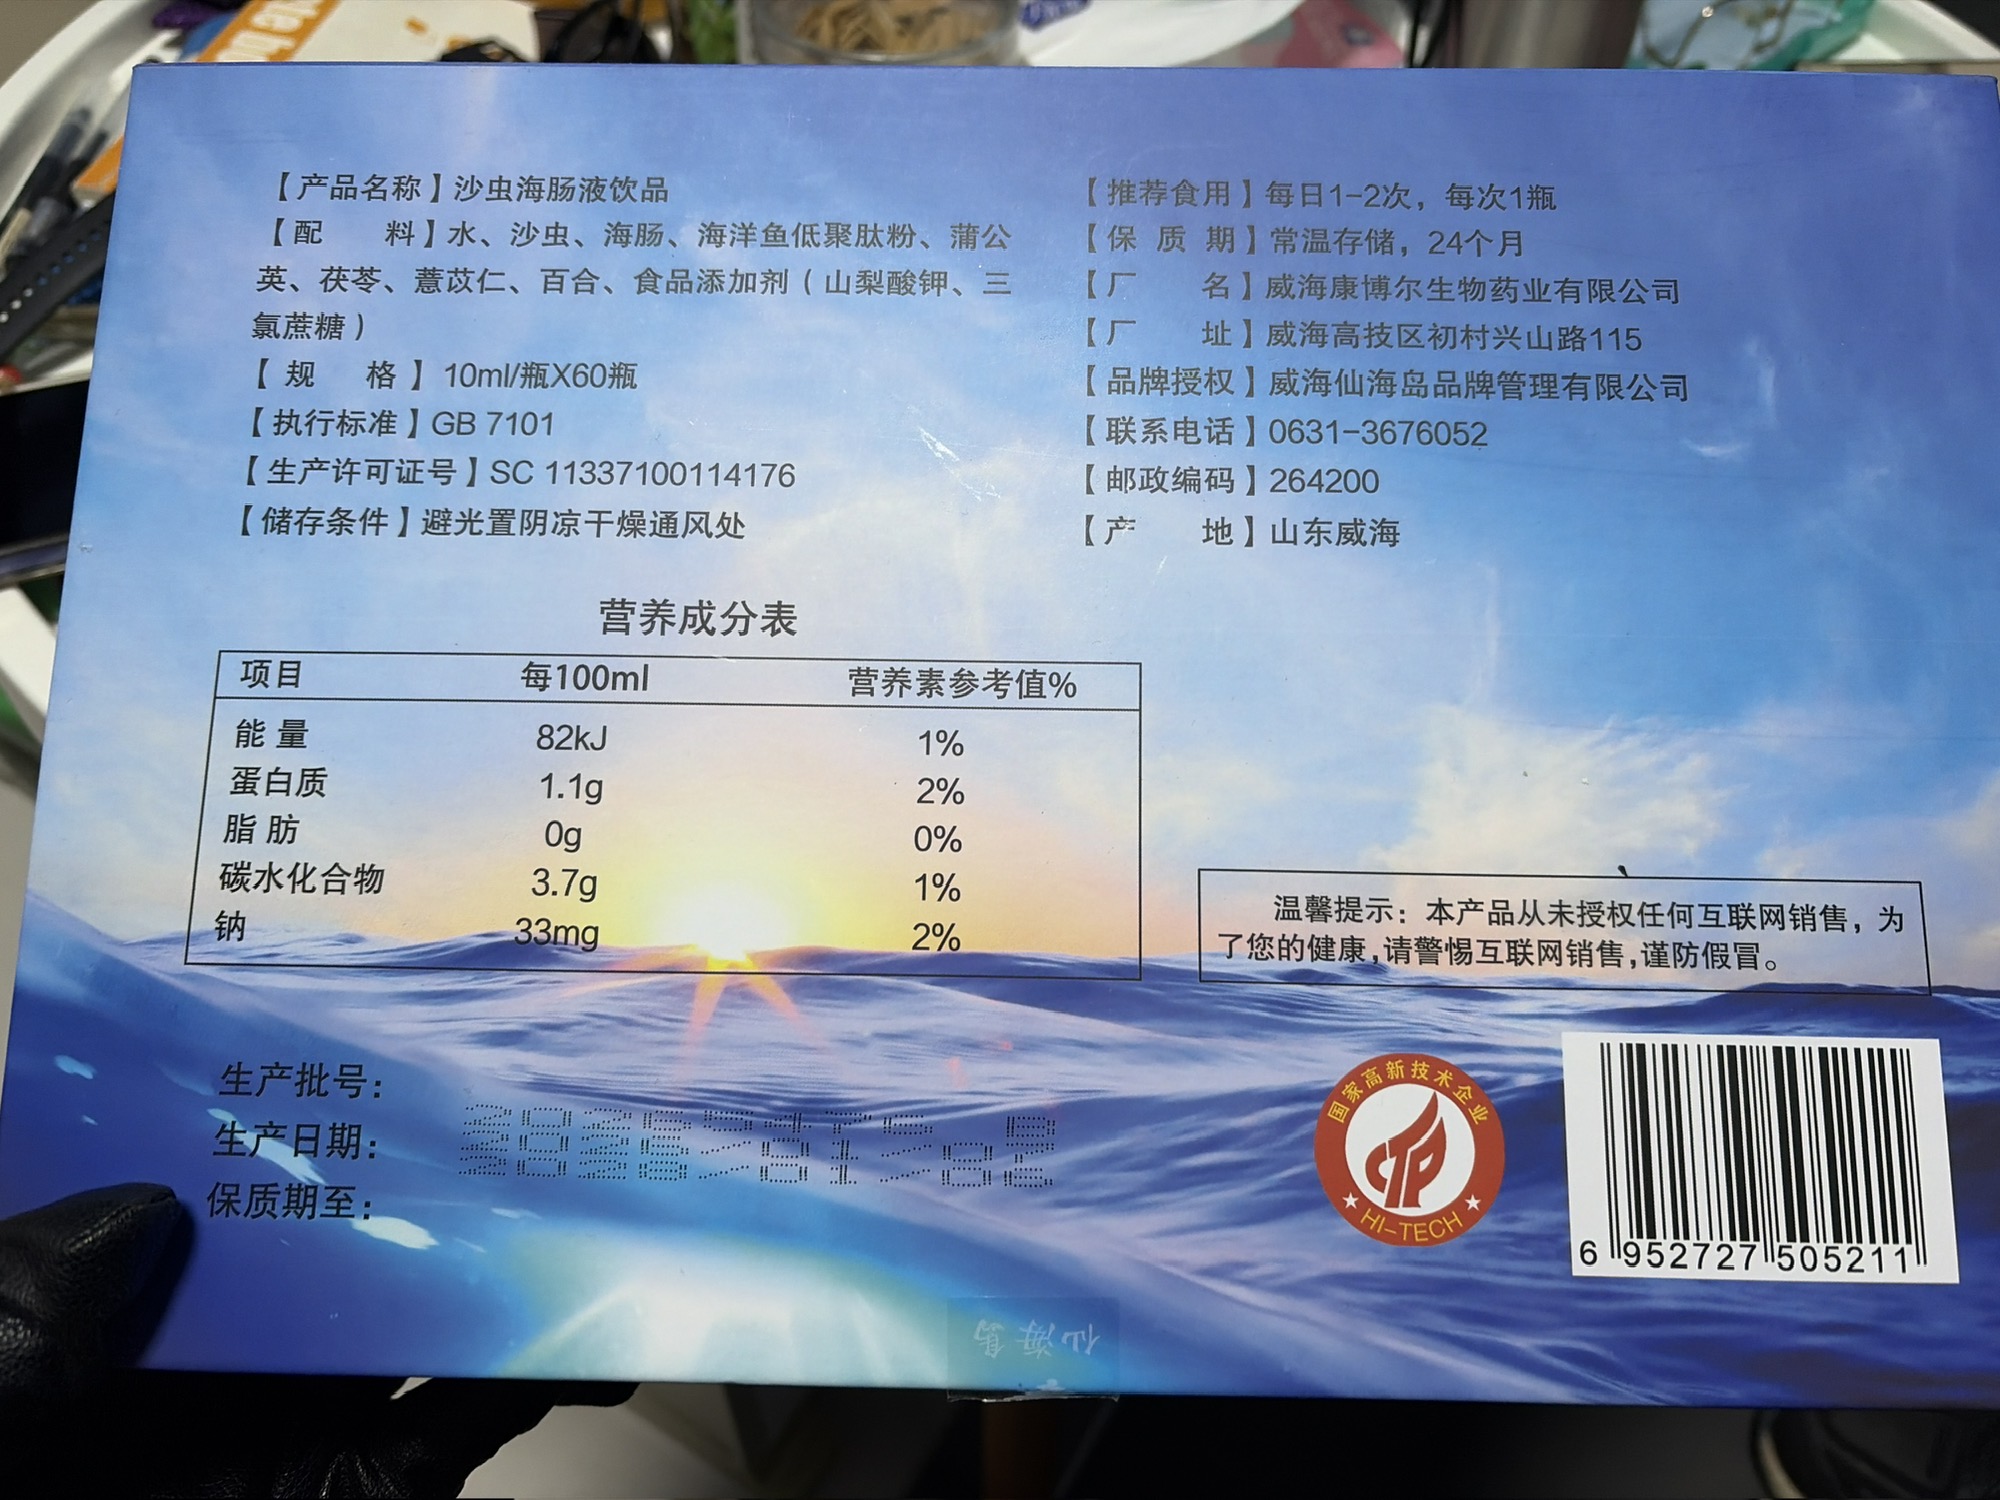 【产品名称】沙虫海肠液饮品
【配 料】水、沙虫、海肠、海洋鱼低聚肽粉、蒲公
英、茯苓、薏苡仁、百合、食品添加剂（山梨酸钾、三
氯蔗糖）
【规 格】10ml/瓶X60瓶
【执行标准】GB 7101
【生产许可证号】SC 11337100114176
【储存条件】避光置阴凉干燥通风处
【推荐食用】每日1-2次，每次1瓶
【保 质 期】常温存储，24个月
【厂 名】威海康博尔生物药业有限公司
【厂 址】威海高技区初村兴山路115
【品牌授权】威海仙海岛品牌管理有限公司
【联系电话】0631-3676052
【邮政编码】264200
【产 地】山东威海
营养成分表
项目 每100ml 营养素参考值%
能 量 82kJ 1%
蛋白质 1.1g 2%
脂 肪 0g 0%
碳水化合物 3.7g 1%
钠 33mg 2%
温馨提示：本产品从未授权任何互联网销售，为
了您的健康,请警惕互联网销售,谨防假冒。
生产批号：
生产日期：
保质期至：
国家高新技术企业
HI-TECH
6 952727 505211
仙海岛